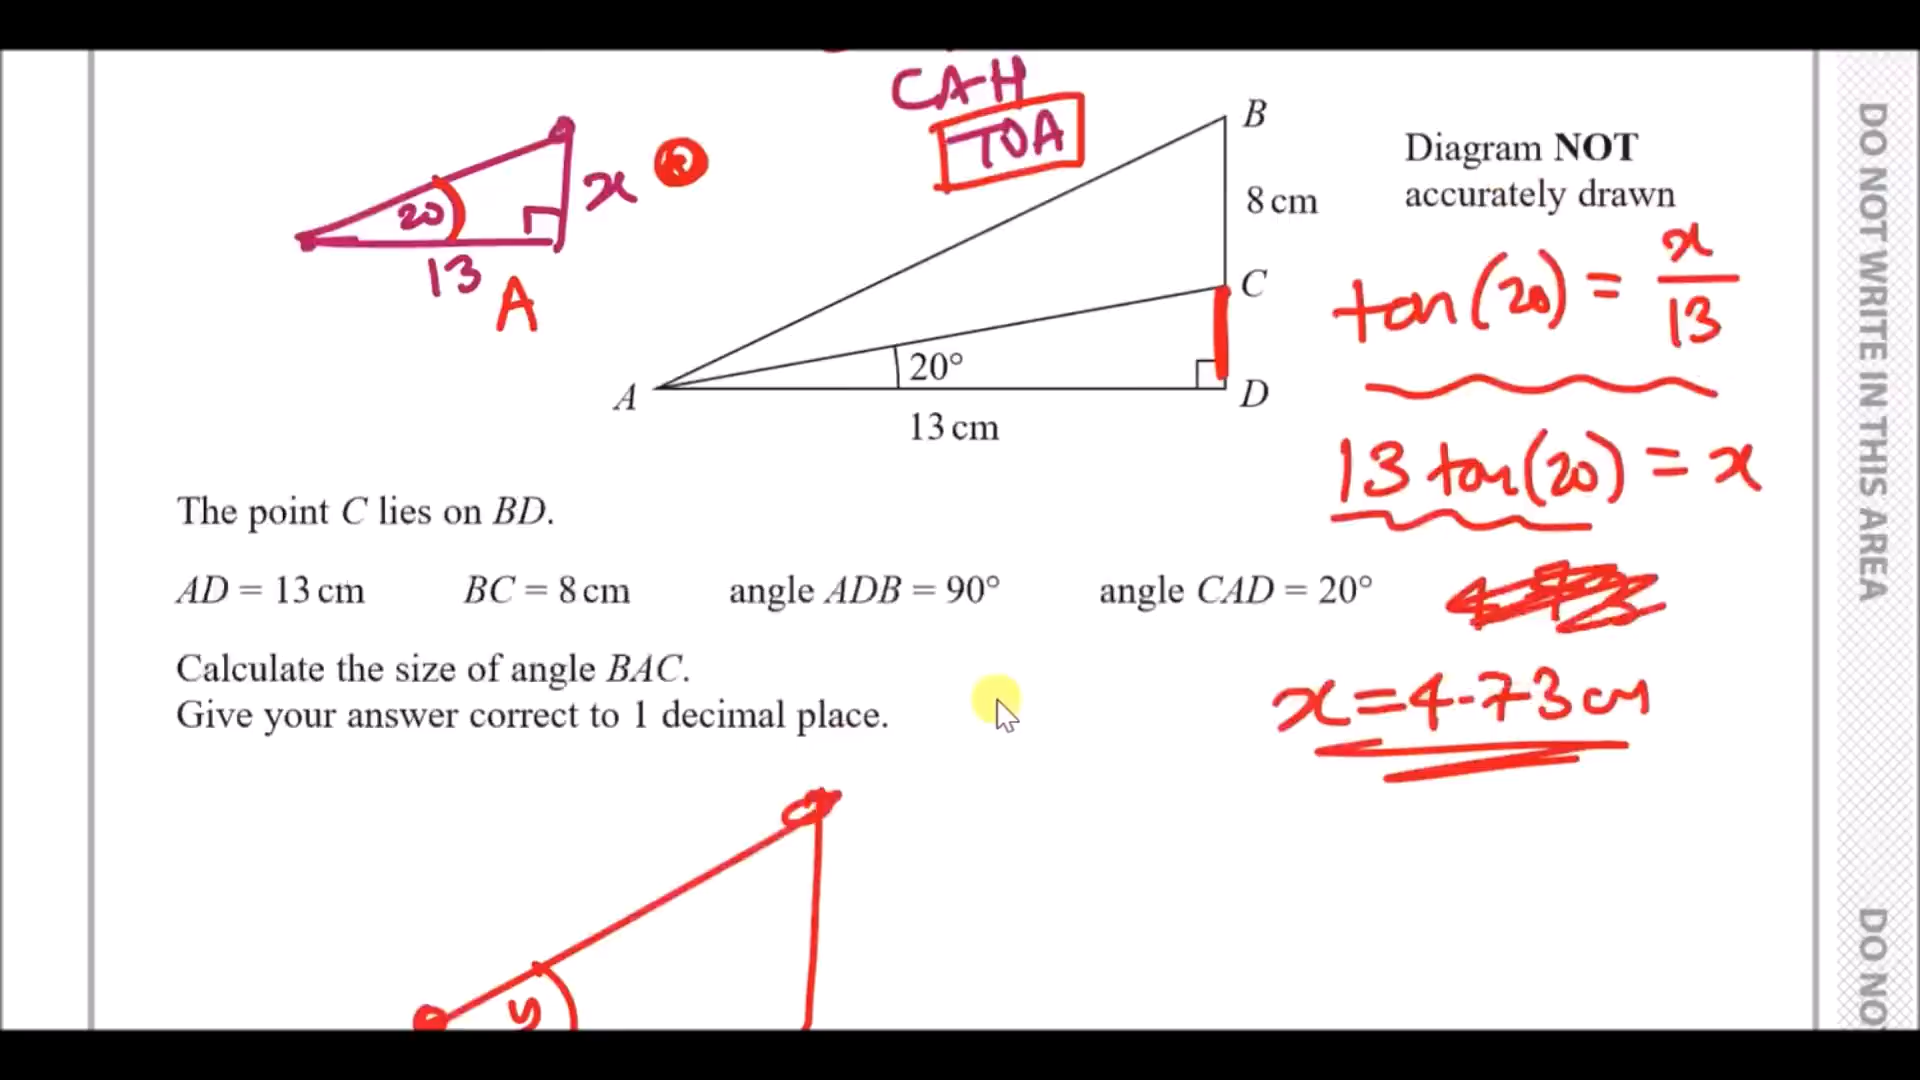 CAH
TOA
B
Diagram NOT
accurately drawn
8 cm
20
x
13
A
C
tan(20) = x/13
20°
A
D
13 cm
13 tan(20) = x
The point C lies on BD.
AD = 13 cm BC = 8 cm angle ADB = 90° angle CAD = 20°
Calculate the size of angle BAC.
Give your answer correct to 1 decimal place.
x = 4.73 cm
y
DO NOT WRITE IN THIS AREA
DO NO